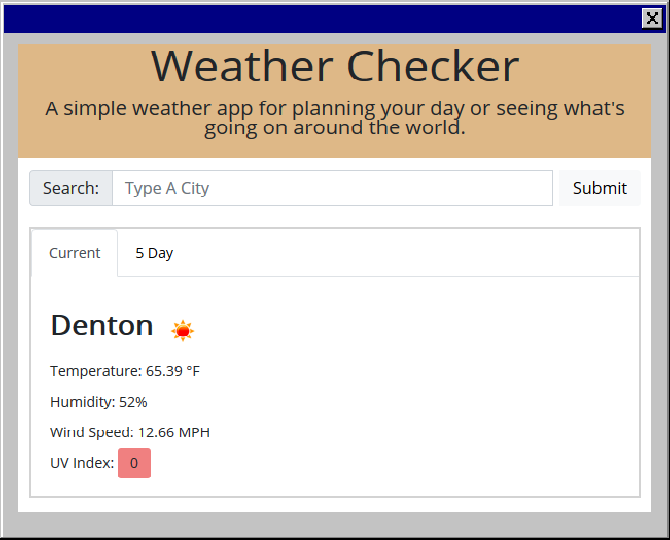 Weather Checker
A simple weather app for planning your day or seeing what's
going on around the world.
Search: Type A City Submit
Current 5 Day
Denton
Temperature: 65.39 °F
Humidity: 52%
Wind Speed: 12.66 MPH
UV Index: 0